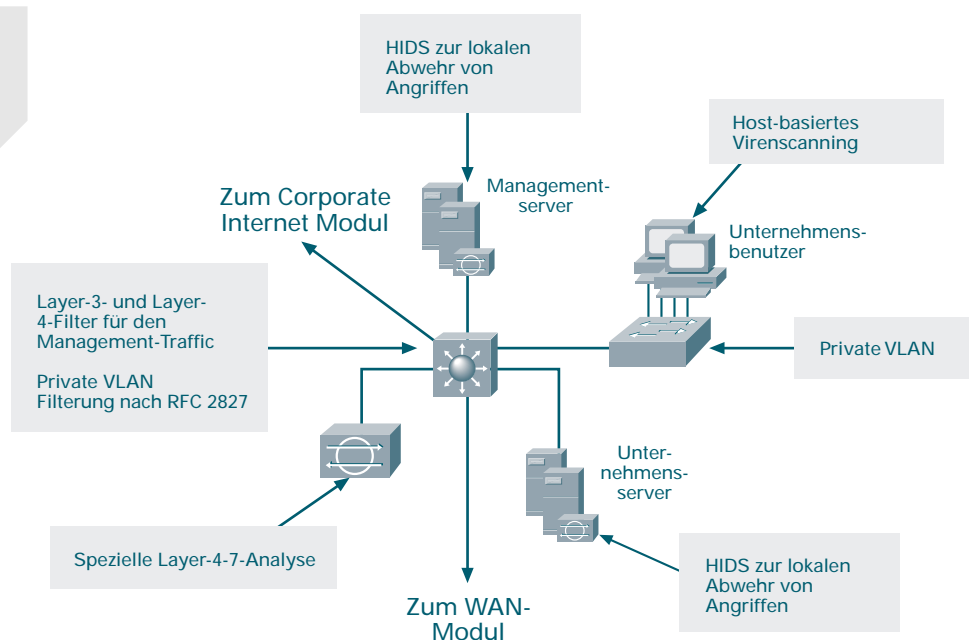 HIDS zur lokalen
Abwehr von
Angriffen
Host-basiertes
Virenscanning
Zum Corporate
Internet Modul
Management-
server
Unternehmens-
benutzer
Layer-3- und Layer-
4-Filter für den
Management-Traffic
Private VLAN
Filterung nach RFC 2827
Private VLAN
Unter-
nehmens-
server
Spezielle Layer-4-7-Analyse
HIDS zur lokalen
Abwehr von
Angriffen
Zum WAN-
Modul